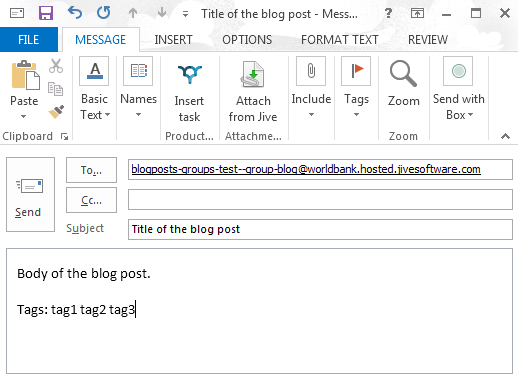 Title of the blog post - Mess...
FILE MESSAGE INSERT OPTIONS FORMAT TEXT REVIEW
Paste Basic Text Names Insert task Attach from Jive Include Tags Zoom Send with Box
Clipboard Produc... Attachme... Zoom
Send To... blogposts-groups-test--group-blog@worldbank.hosted.jivesoftware.com
Cc...
Subject Title of the blog post
Body of the blog post.
Tags: tag1 tag2 tag3